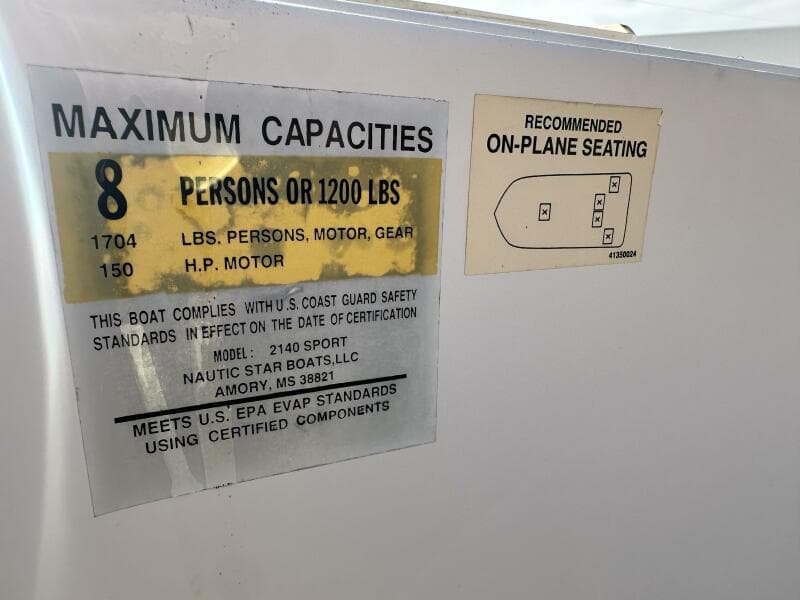 MAXIMUM CAPACITIES
8 PERSONS OR 1200 LBS
1704 LBS. PERSONS, MOTOR, GEAR
150 H.P. MOTOR
THIS BOAT COMPLIES WITH U.S. COAST GUARD SAFETY
STANDARDS IN EFFECT ON THE DATE OF CERTIFICATION
MODEL: 2140 SPORT
NAUTIC STAR BOATS,LLC
AMORY, MS 38821
MEETS U.S. EPA EVAP STANDARDS
USING CERTIFIED COMPONENTS
RECOMMENDED
ON-PLANE SEATING
41350024